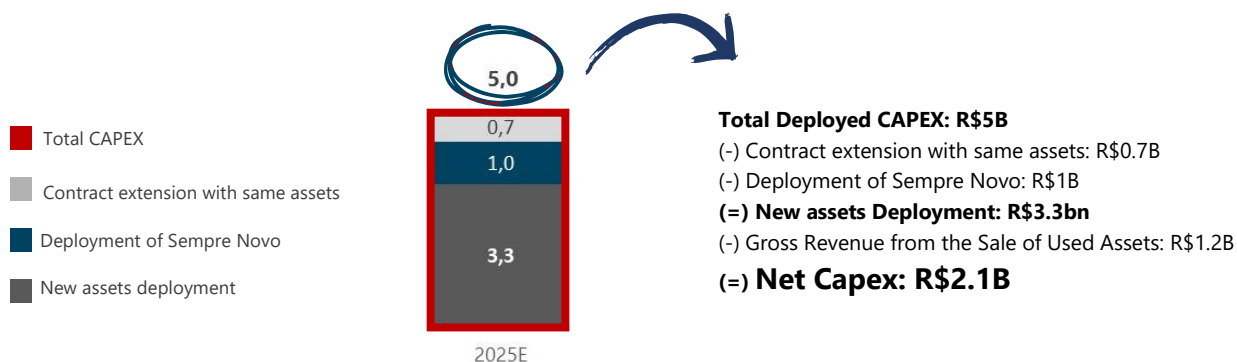 Total CAPEX
Contract extension with same assets
Deployment of Sempre Novo
New assets deployment
5,0
0,7
1,0
3,3
2025E
Total Deployed CAPEX: R$5B
(-) Contract extension with same assets: R$0.7B
(-) Deployment of Sempre Novo: R$1B
(=) New assets Deployment: R$3.3bn
(-) Gross Revenue from the Sale of Used Assets: R$1.2B
(=) Net Capex: R$2.1B